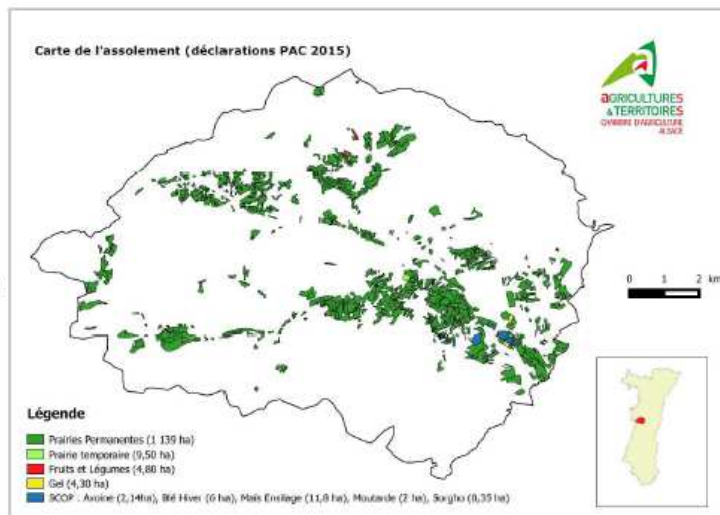 Carte de l'assolement (déclarations PAC 2015)
AGRICULTURES
& TERRITOIRES
CHAMBRE D'AGRICULTURE
ALSACE
0 1 2 km
Légende
Prairies Permanentes (1 139 ha)
Prairie temporaire (9,50 ha)
Fruits et Légumes (4,80 ha)
Gel (4,30 ha)
SCOP : Avoine (2,14ha), Blé Hiver (6 ha), Maïs Ensilage (11,8 ha), Moutarde (2 ha), Sorgho (0,35 ha)